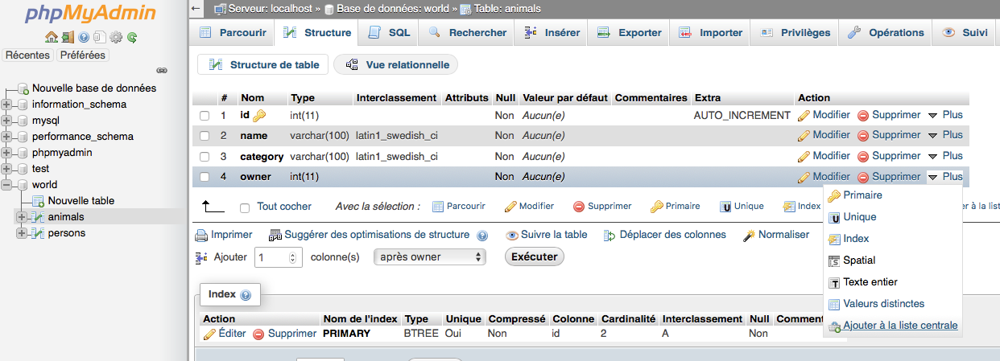 phpMyAdmin
Récentes Préférées
Nouvelle base de données
information_schema
mysql
performance_schema
phpmyadmin
test
world
Nouvelle table
animals
persons
← Serveur: localhost » Base de données: world » Table: animals
Parcourir Structure SQL Rechercher Insérer Exporter Importer Privilèges Opérations Suivi
Structure de table Vue relationnelle
# Nom Type Interclassement Attributs Null Valeur par défaut Commentaires Extra Action
1 id int(11) Non Aucun(e) AUTO_INCREMENT Modifier Supprimer Plus
2 name varchar(100) latin1_swedish_ci Non Aucun(e) Modifier Supprimer Plus
3 category varchar(100) latin1_swedish_ci Non Aucun(e) Modifier Supprimer Plus
4 owner int(11) Non Aucun(e) Modifier Supprimer Plus
Tout cocher Avec la sélection : Parcourir Modifier Supprimer Primaire Unique Index er à la list
Imprimer Suggérer des optimisations de structure Suivre la table Déplacer des colonnes Normaliser
Ajouter 1 colonne(s) après owner Exécuter
Primaire
Unique
Index
Spatial
Texte entier
Valeurs distinctes
Ajouter à la liste centrale
Index
Action Nom de l'index Type Unique Compressé Colonne Cardinalité Interclassement Null Comment
Éditer Supprimer PRIMARY BTREE Oui Non id 2 A Non